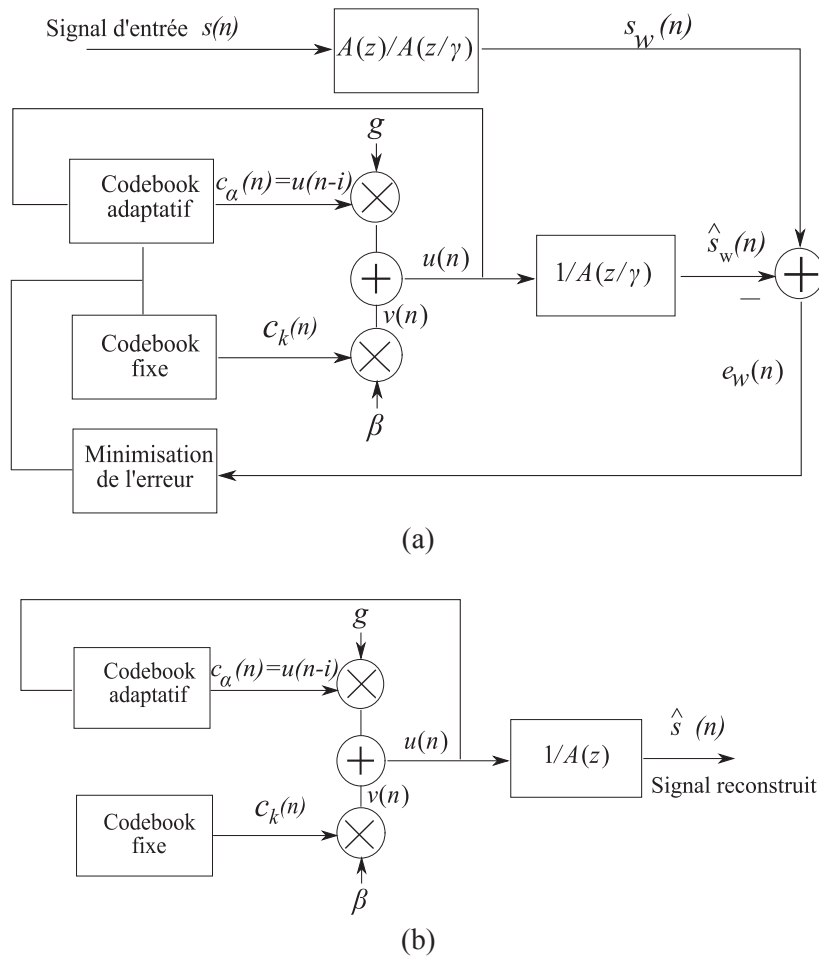 Signal d'entrée s(n)
A(z)/A(z/γ)
s_w(n)
g
Codebook
adaptatif
c_α(n)=u(n-i)
u(n)
1/A(z/γ)
ŝ_w(n)
+
−
v(n)
Codebook
fixe
c_k(n)
β
e_w(n)
Minimisation
de l'erreur
(a)
g
Codebook
adaptatif
c_α(n)=u(n-i)
u(n)
1/A(z)
ŝ (n)
Signal reconstruit
+
v(n)
Codebook
fixe
c_k(n)
β
(b)